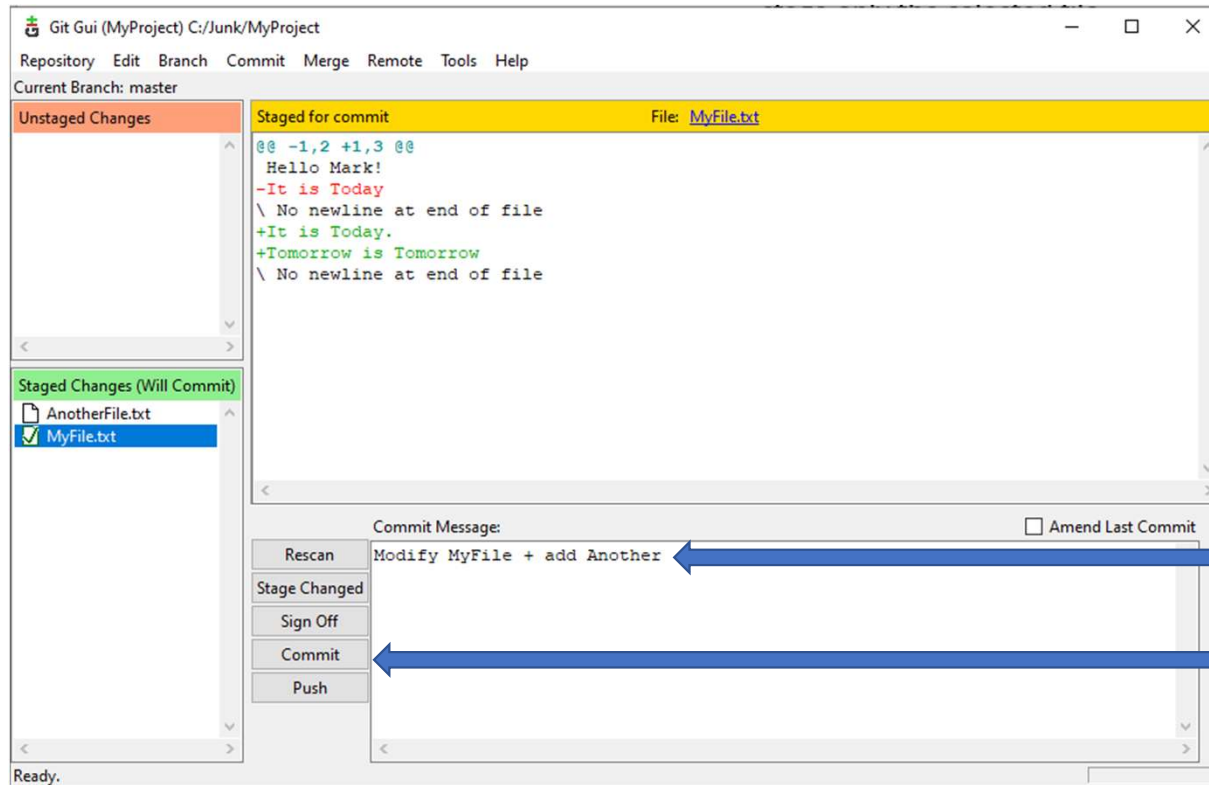 Git Gui (MyProject) C:/Junk/MyProject
Repository Edit Branch Commit Merge Remote Tools Help
Current Branch: master
Unstaged Changes
Staged for commit File: MyFile.txt
@@ -1,2 +1,3 @@
 Hello Mark!
-It is Today
\ No newline at end of file
+It is Today.
+Tomorrow is Tomorrow
\ No newline at end of file
Staged Changes (Will Commit)
AnotherFile.txt
MyFile.txt
Commit Message:
Amend Last Commit
Rescan
Modify MyFile + add Another
Stage Changed
Sign Off
Commit
Push
Ready.